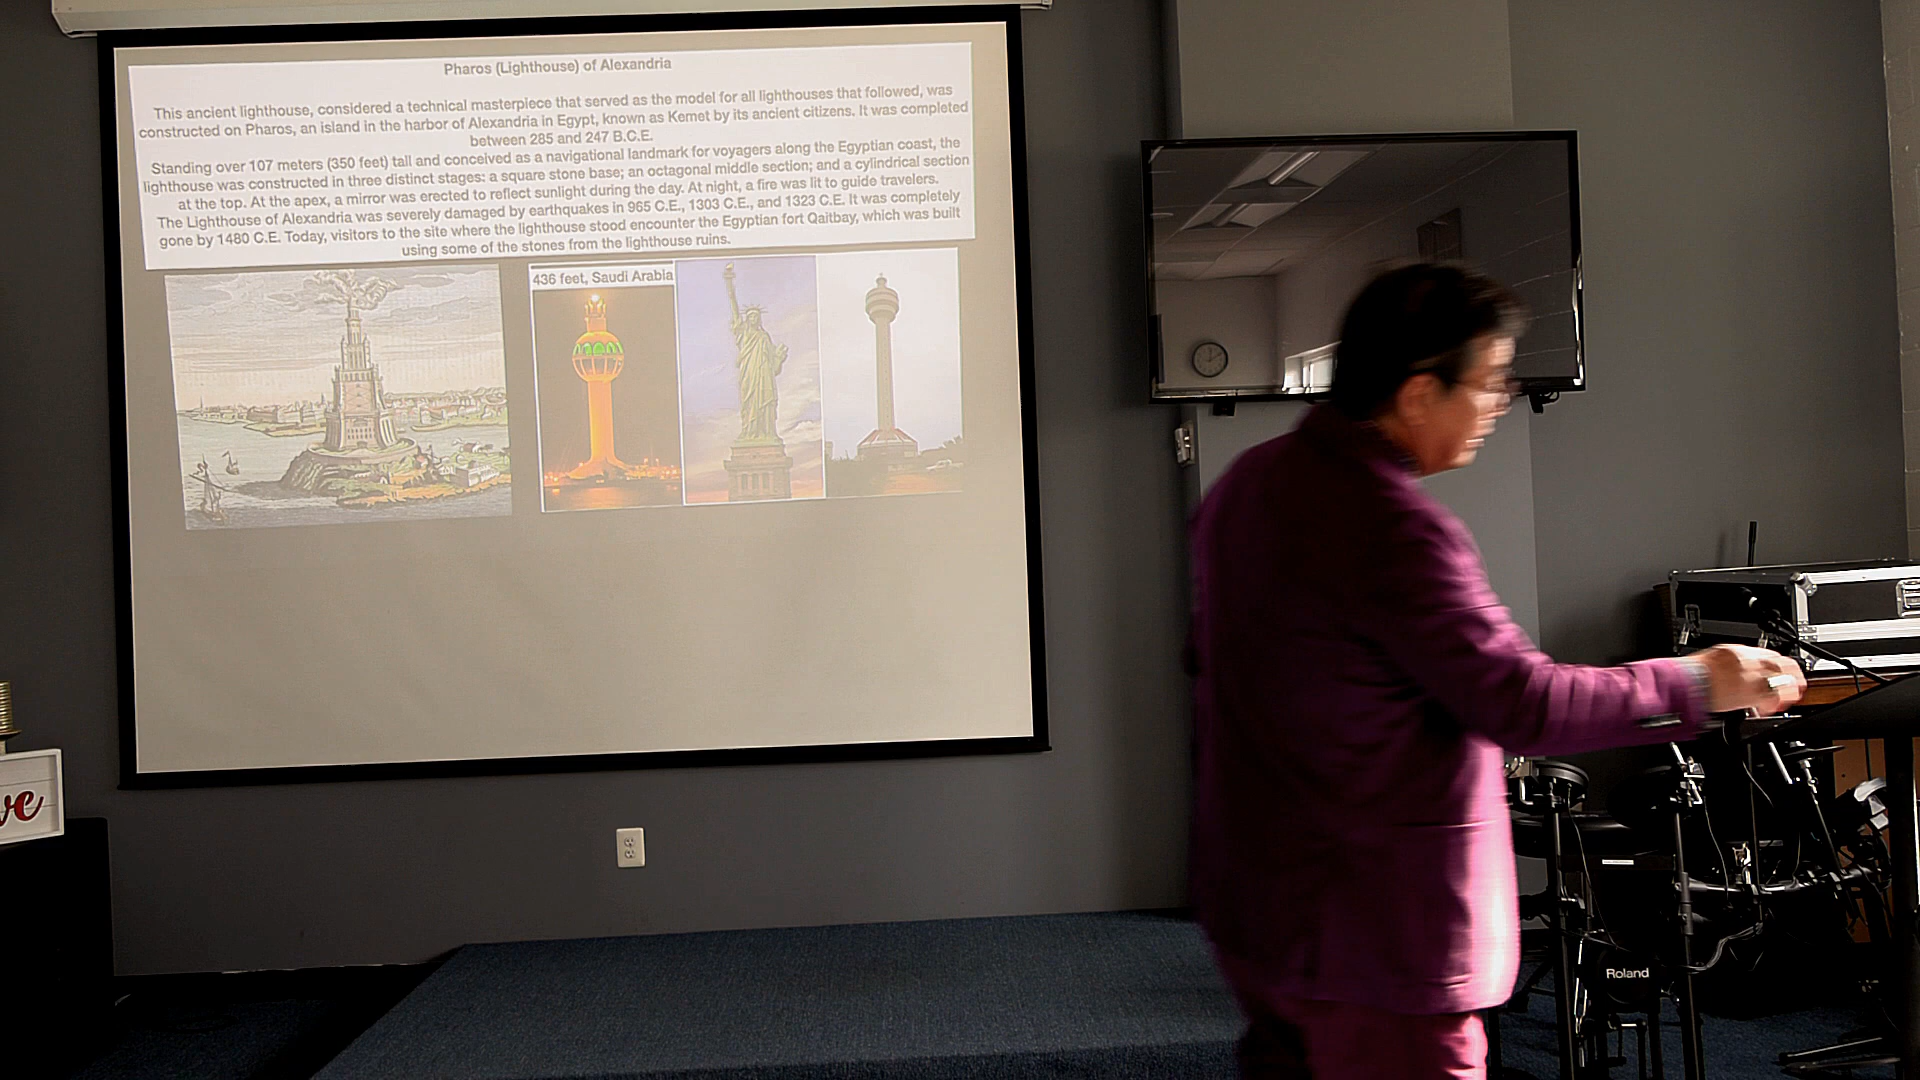 Pharos (Lighthouse) of Alexandria
This ancient lighthouse, considered a technical masterpiece that served as the model for all lighthouses that followed, was
constructed on Pharos, an island in the harbor of Alexandria in Egypt, known as Kemet by its ancient citizens. It was completed
between 285 and 247 B.C.E.
Standing over 107 meters (350 feet) tall and conceived as a navigational landmark for voyagers along the Egyptian coast, the
lighthouse was constructed in three distinct stages: a square stone base; an octagonal middle section; and a cylindrical section
at the top. At the apex, a mirror was erected to reflect sunlight during the day. At night, a fire was lit to guide travelers.
The Lighthouse of Alexandria was severely damaged by earthquakes in 965 C.E., 1303 C.E., and 1323 C.E. It was completely
gone by 1480 C.E. Today, visitors to the site where the lighthouse stood encounter the Egyptian fort Qaitbay, which was built
using some of the stones from the lighthouse ruins.
436 feet, Saudi Arabia
ve
Roland